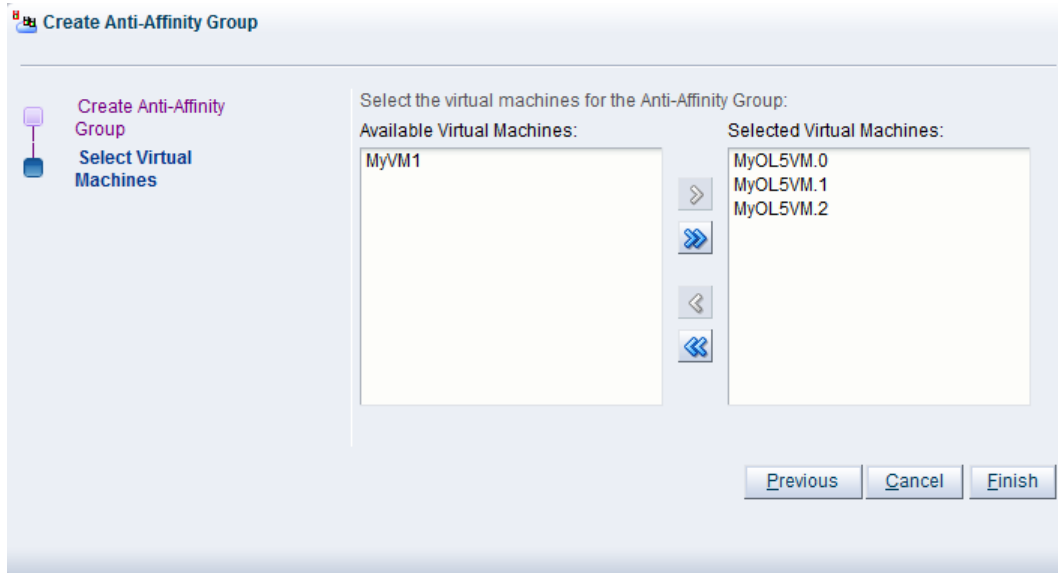 Create Anti-Affinity Group
Create Anti-Affinity
Group
Select Virtual
Machines
Select the virtual machines for the Anti-Affinity Group:
Available Virtual Machines:
MyVM1
Selected Virtual Machines:
MyOL5VM.0
MyOL5VM.1
MyOL5VM.2
Previous
Cancel
Finish